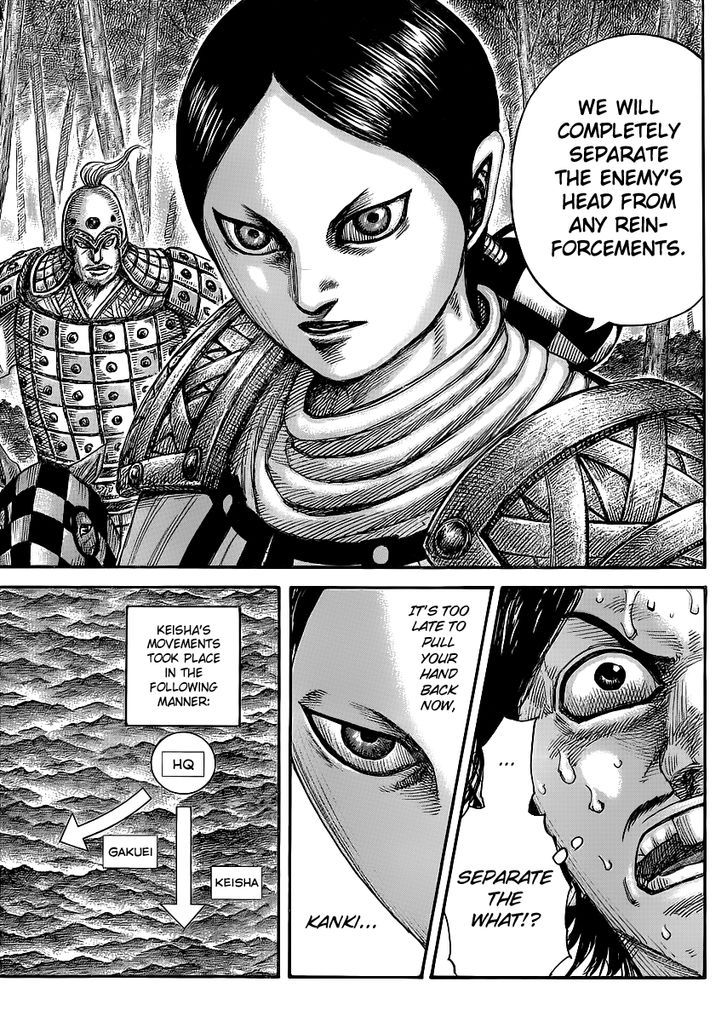 WE WILL
COMPLETELY
SEPARATE
THE ENEMY'S
HEAD FROM
ANY REIN-
FORCEMENTS.
IT'S TOO
LATE TO
PULL
YOUR
HAND
BACK
NOW,
KANKI...
...
SEPARATE
THE
WHAT!?
KEISHA'S
MOVEMENTS
TOOK PLACE
IN THE
FOLLOWING
MANNER:
HQ
GAKUEI
KEISHA